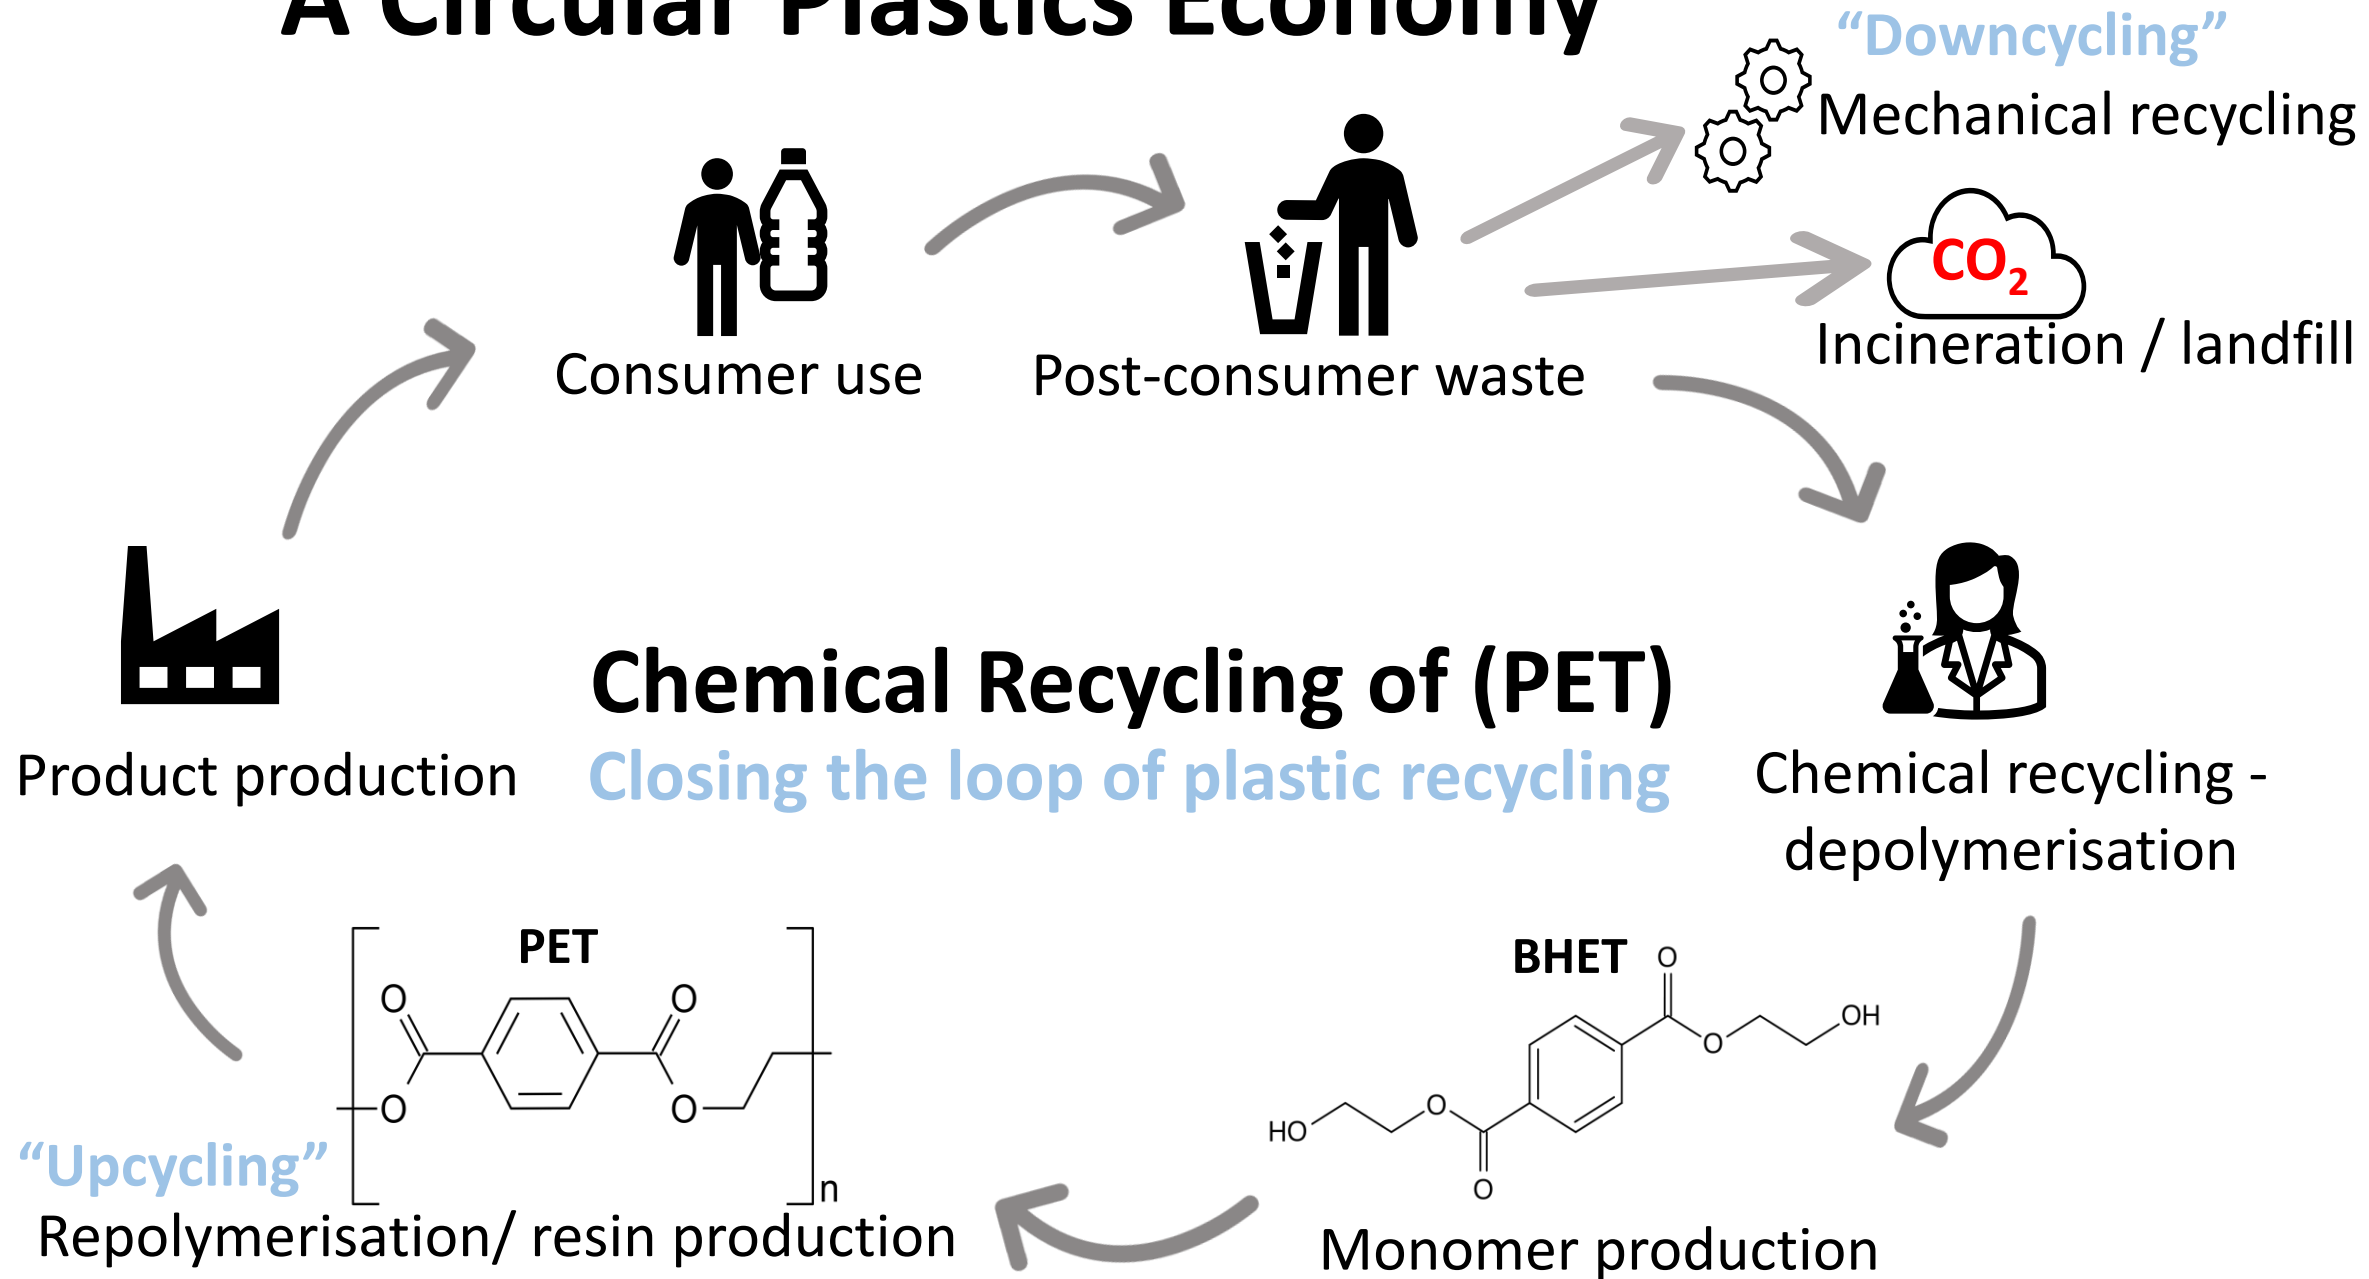 A Circular Plastics Economy
“Downcycling”
Mechanical recycling
CO2
Incineration / landfill
Consumer use
Post-consumer waste
Chemical Recycling of (PET)
Closing the loop of plastic recycling
Product production
Chemical recycling -
depolymerisation
PET
O
O
O
O
n
“Upcycling”
Repolymerisation/ resin production
BHET
O
OH
O
O
HO
O
Monomer production